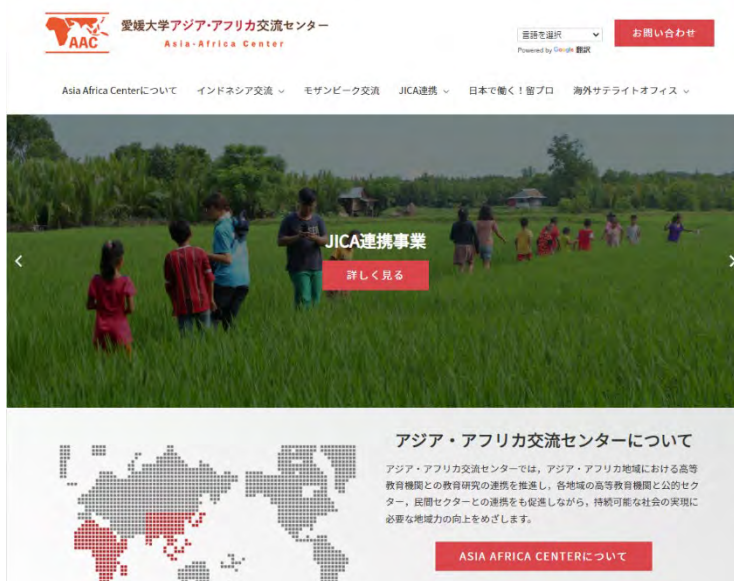 AAC
愛媛大学アジア・アフリカ交流センター
Asia-Africa Center
言語を選択
Powered by Google 翻訳
お問い合わせ
Asia Africa Centerについて インドネシア交流 モザンビーク交流 JICA連携 日本で働く！留プロ 海外サテライトオフィス
JICA連携事業
詳しく見る
アジア・アフリカ交流センターについて
アジア・アフリカ交流センターでは，アジア・アフリカ地域における高等
教育機関との教育研究の連携を推進し，各地域の高等教育機関と公的セク
ター，民間セクターとの連携をも促進しながら，持続可能な社会の実現に
必要な地域力の向上をめざします。
ASIA AFRICA CENTERについて